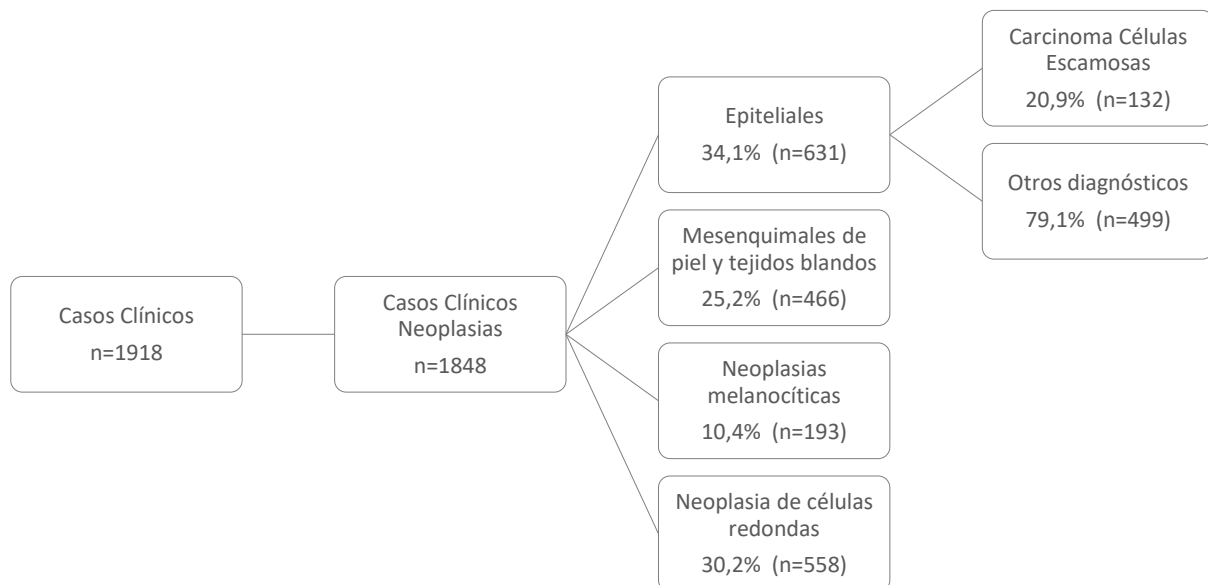 Casos Clínicos
n=1918
Casos Clínicos
Neoplasias
n=1848
Epiteliales
34,1% (n=631)
Mesenquimales de
piel y tejidos blandos
25,2% (n=466)
Neoplasias
melanocíticas
10,4% (n=193)
Neoplasia de células
redondas
30,2% (n=558)
Carcinoma Células
Escamosas
20,9% (n=132)
Otros diagnósticos
79,1% (n=499)